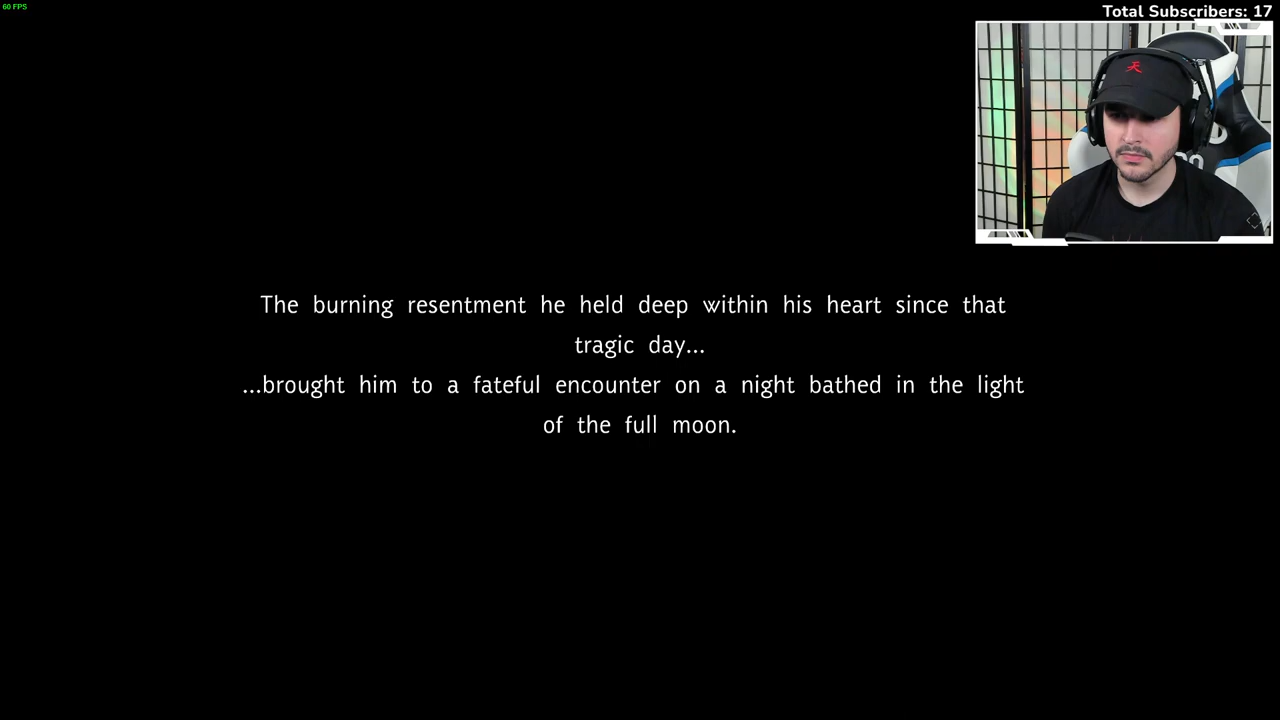 60 FPS
Total Subscribers: 17
天
The burning resentment he held deep within his heart since that
tragic day...
...brought him to a fateful encounter on a night bathed in the light
of the full moon.